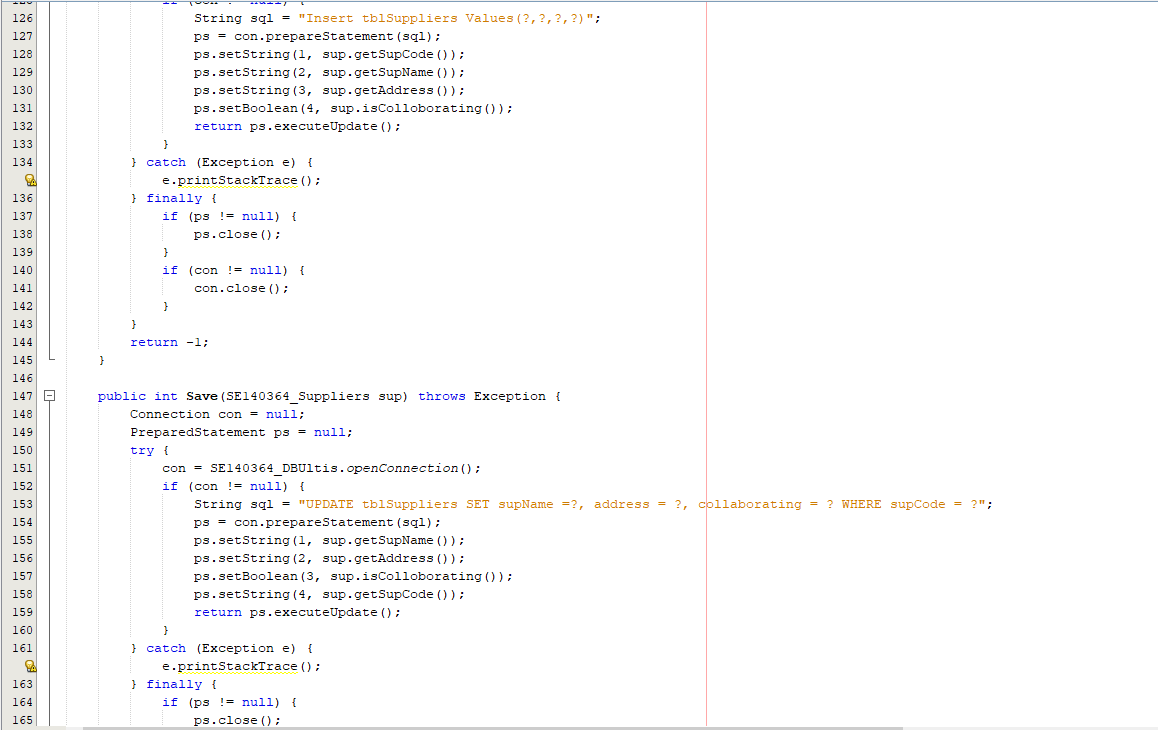 126 String sql = "Insert tblSuppliers Values(?,?,?,?)";
127 ps = con.prepareStatement(sql);
128 ps.setString(1, sup.getSupCode());
129 ps.setString(2, sup.getSupName());
130 ps.setString(3, sup.getAddress());
131 ps.setBoolean(4, sup.isColloborating());
132 return ps.executeUpdate();
133 }
134 } catch (Exception e) {
e.printStackTrace();
136 } finally {
137 if (ps != null) {
138 ps.close();
139 }
140 if (con != null) {
141 con.close();
142 }
143 }
144 return -1;
145 }
146
147 public int Save(SE140364_Suppliers sup) throws Exception {
148 Connection con = null;
149 PreparedStatement ps = null;
150 try {
151 con = SE140364_DBUltis.openConnection();
152 if (con != null) {
153 String sql = "UPDATE tblSuppliers SET supName =?, address = ?, collaborating = ? WHERE supCode = ?";
154 ps = con.prepareStatement(sql);
155 ps.setString(1, sup.getSupName());
156 ps.setString(2, sup.getAddress());
157 ps.setBoolean(3, sup.isColloborating());
158 ps.setString(4, sup.getSupCode());
159 return ps.executeUpdate();
160 }
161 } catch (Exception e) {
e.printStackTrace();
163 } finally {
164 if (ps != null) {
165 ps.close();